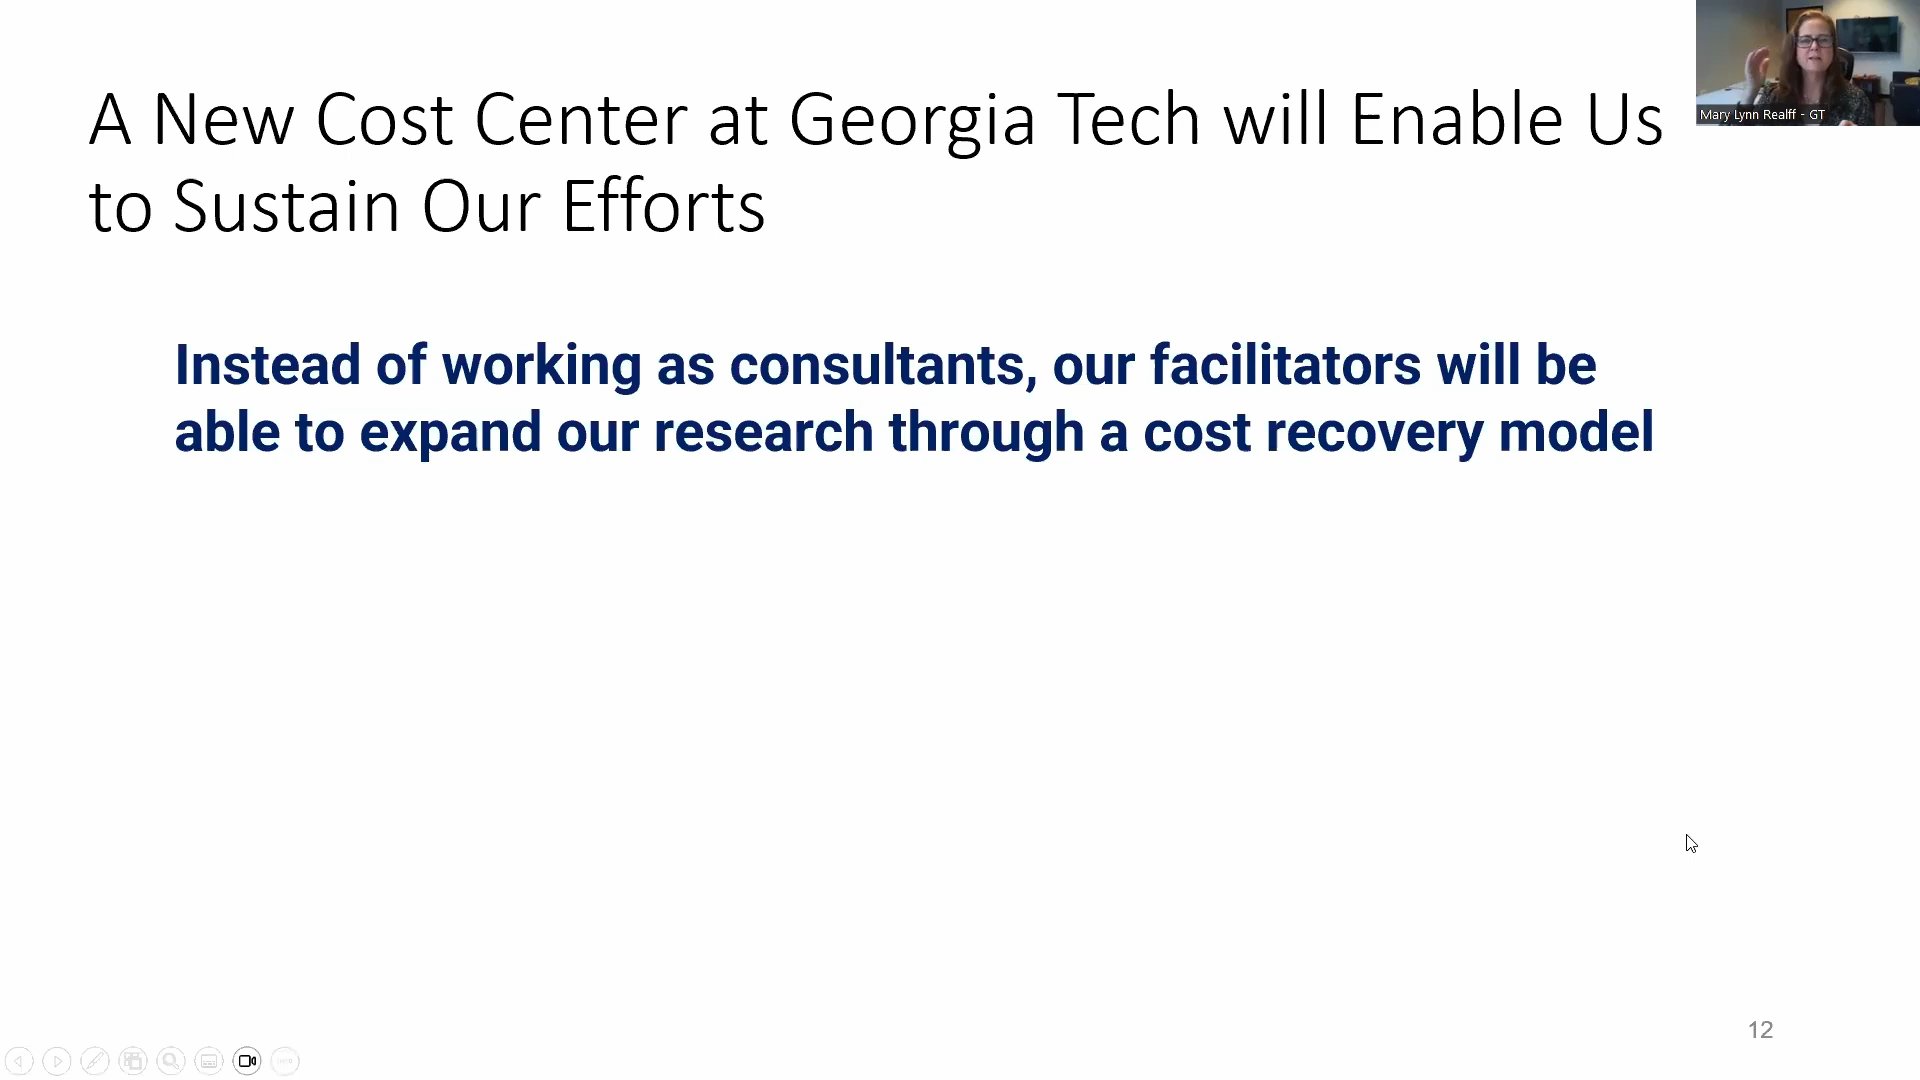 A New Cost Center at Georgia Tech will Enable Us
to Sustain Our Efforts
Mary Lynn Realff - GT
Instead of working as consultants, our facilitators will be
able to expand our research through a cost recovery model
12